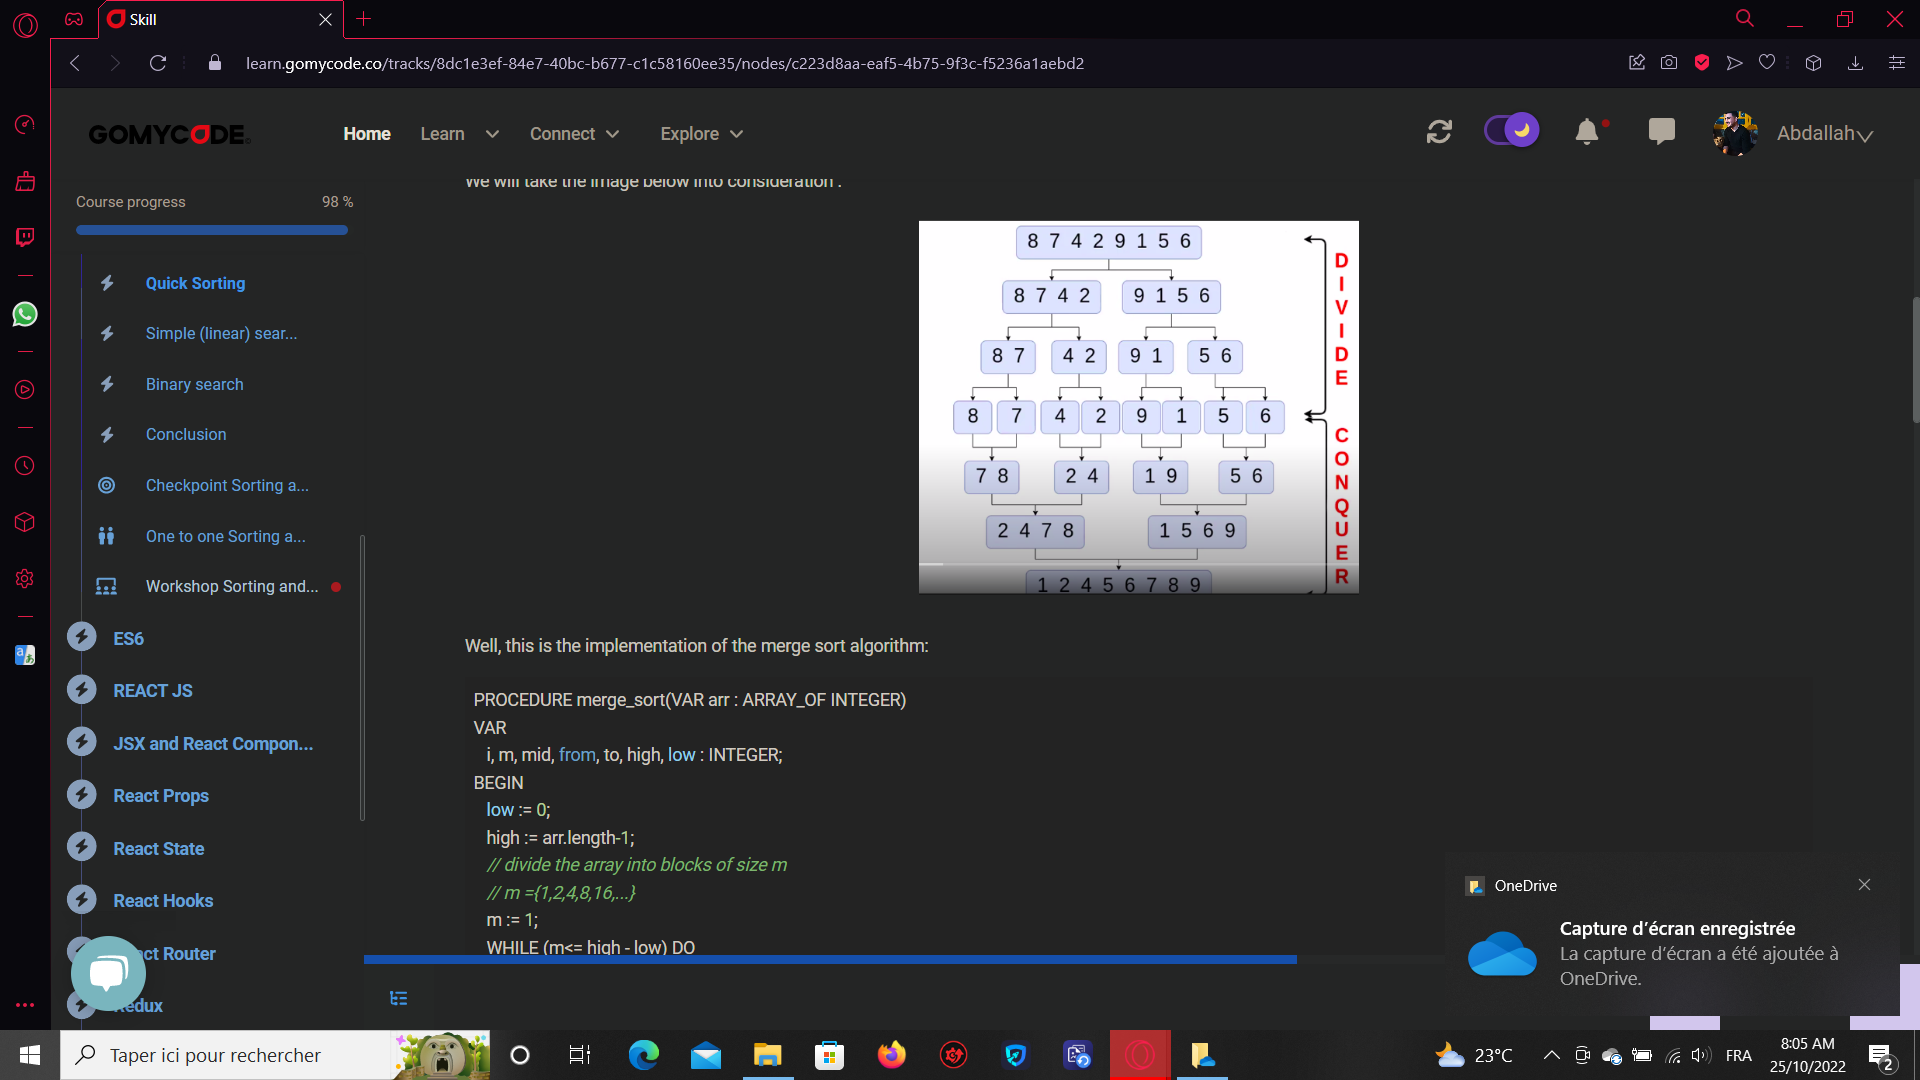 Skill
learn.gomycode.co/tracks/8dc1e3ef-84e7-40bc-b677-c1c58160ee35/nodes/c223d8aa-eaf5-4b75-9f3c-f5236a1aebd2
GOMYCODE
Home Learn Connect Explore
Abdallah
Course progress 98 %
Quick Sorting
Simple (linear) sear...
Binary search
Conclusion
Checkpoint Sorting a...
One to one Sorting a...
Workshop Sorting and...
ES6
REACT JS
JSX and React Compon...
React Props
React State
React Hooks
ct Router
edux
We will take the image below into consideration :
8 7 4 2 9 1 5 6
8 7 4 2 9 1 5 6
8 7 4 2 9 1 5 6
8 7 4 2 9 1 5 6
7 8 2 4 1 9 5 6
2 4 7 8 1 5 6 9
1 2 4 5 6 7 8 9
DIVIDE
CONQUER
Well, this is the implementation of the merge sort algorithm:
PROCEDURE merge_sort(VAR arr : ARRAY_OF INTEGER)
VAR
i, m, mid, from, to, high, low : INTEGER;
BEGIN
low := 0;
high := arr.length-1;
// divide the array into blocks of size m
// m ={1,2,4,8,16,...}
m := 1;
WHILE (m<= high - low) DO
OneDrive
Capture d’écran enregistrée
La capture d’écran a été ajoutée à
OneDrive.
Taper ici pour rechercher
23°C
FRA
8:05 AM
25/10/2022
2